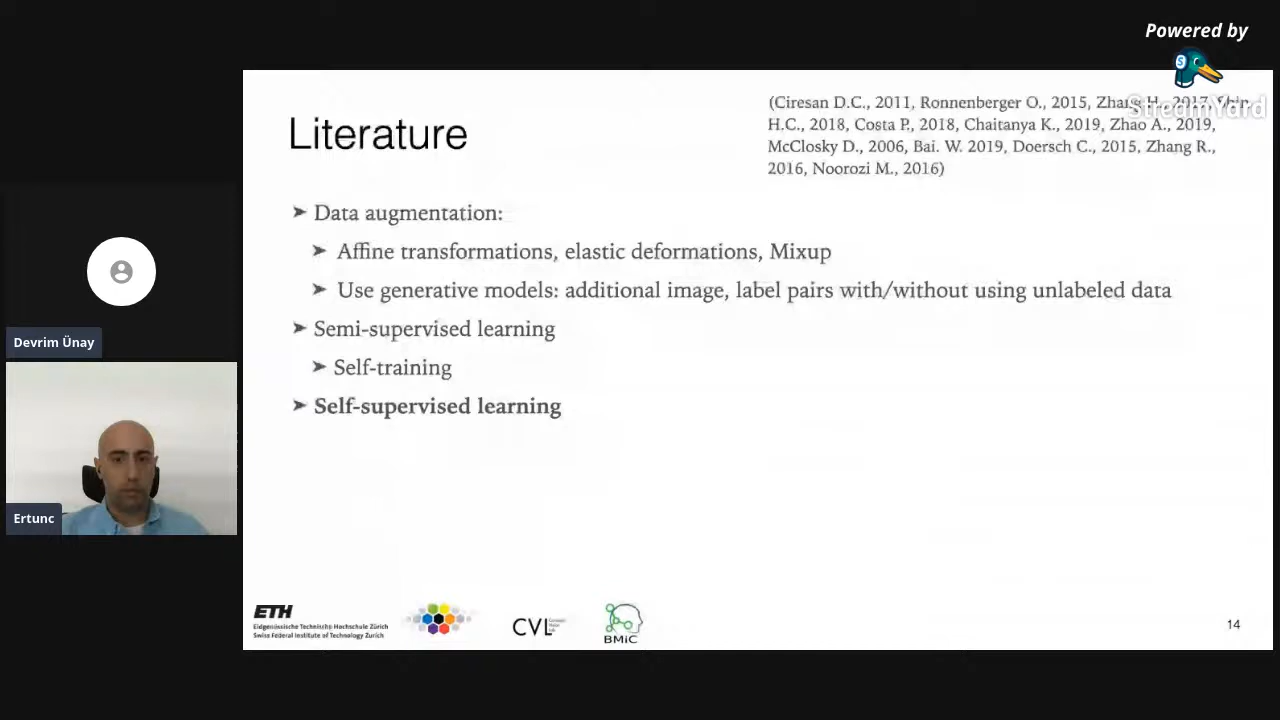 Powered by
StreamYard
Literature
(Ciresan D.C., 2011, Ronnenberger O., 2015, Zhang H., 2017, Shin
H.C., 2018, Costa P., 2018, Chaitanya K., 2019, Zhao A., 2019,
McClosky D., 2006, Bai. W. 2019, Doersch C., 2015, Zhang R.,
2016, Noorozi M., 2016)
➤ Data augmentation:
➤ Affine transformations, elastic deformations, Mixup
➤ Use generative models: additional image, label pairs with/without using unlabeled data
➤ Semi-supervised learning
➤ Self-training
➤ Self-supervised learning
Devrim Ünay
Ertunc
ETH
Eidgenössische Technische Hochschule Zürich
Swiss Federal Institute of Technology Zurich
CVL
BMiC
14